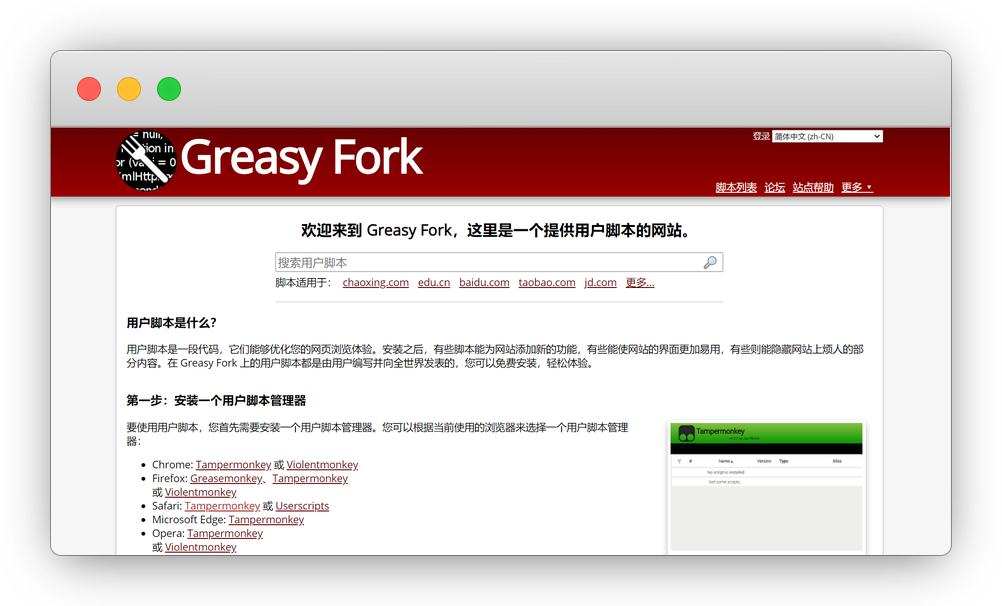 = null,
tion in
or (var i = 0
mlHttp
登录 简体中文 (zh-CN)
Greasy Fork
脚本列表 论坛 站点帮助 更多
欢迎来到 Greasy Fork，这里是一个提供用户脚本的网站。
搜索用户脚本
脚本适用于： chaoxing.com edu.cn baidu.com taobao.com jd.com 更多…
用户脚本是什么？
用户脚本是一段代码，它们能够优化您的网页浏览体验。安装之后，有些脚本能为网站添加新的功能，有些能使网站的界面更加易用，有些则能隐藏网站上烦人的部
分内容。在 Greasy Fork 上的用户脚本都是由用户编写并向全世界发表的，您可以免费安装，轻松体验。
第一步：安装一个用户脚本管理器
要使用用户脚本，您首先需要安装一个用户脚本管理器。您可以根据当前使用的浏览器来选择一个用户脚本管理
器：
Chrome: Tampermonkey 或 Violentmonkey
Firefox: Greasemonkey、Tampermonkey
或 Violentmonkey
Safari: Tampermonkey 或 Userscripts
Microsoft Edge: Tampermonkey
Opera: Tampermonkey
或 Violentmonkey
Tampermonkey
# Name Version Type Sites
No script is installed
Get some scripts...